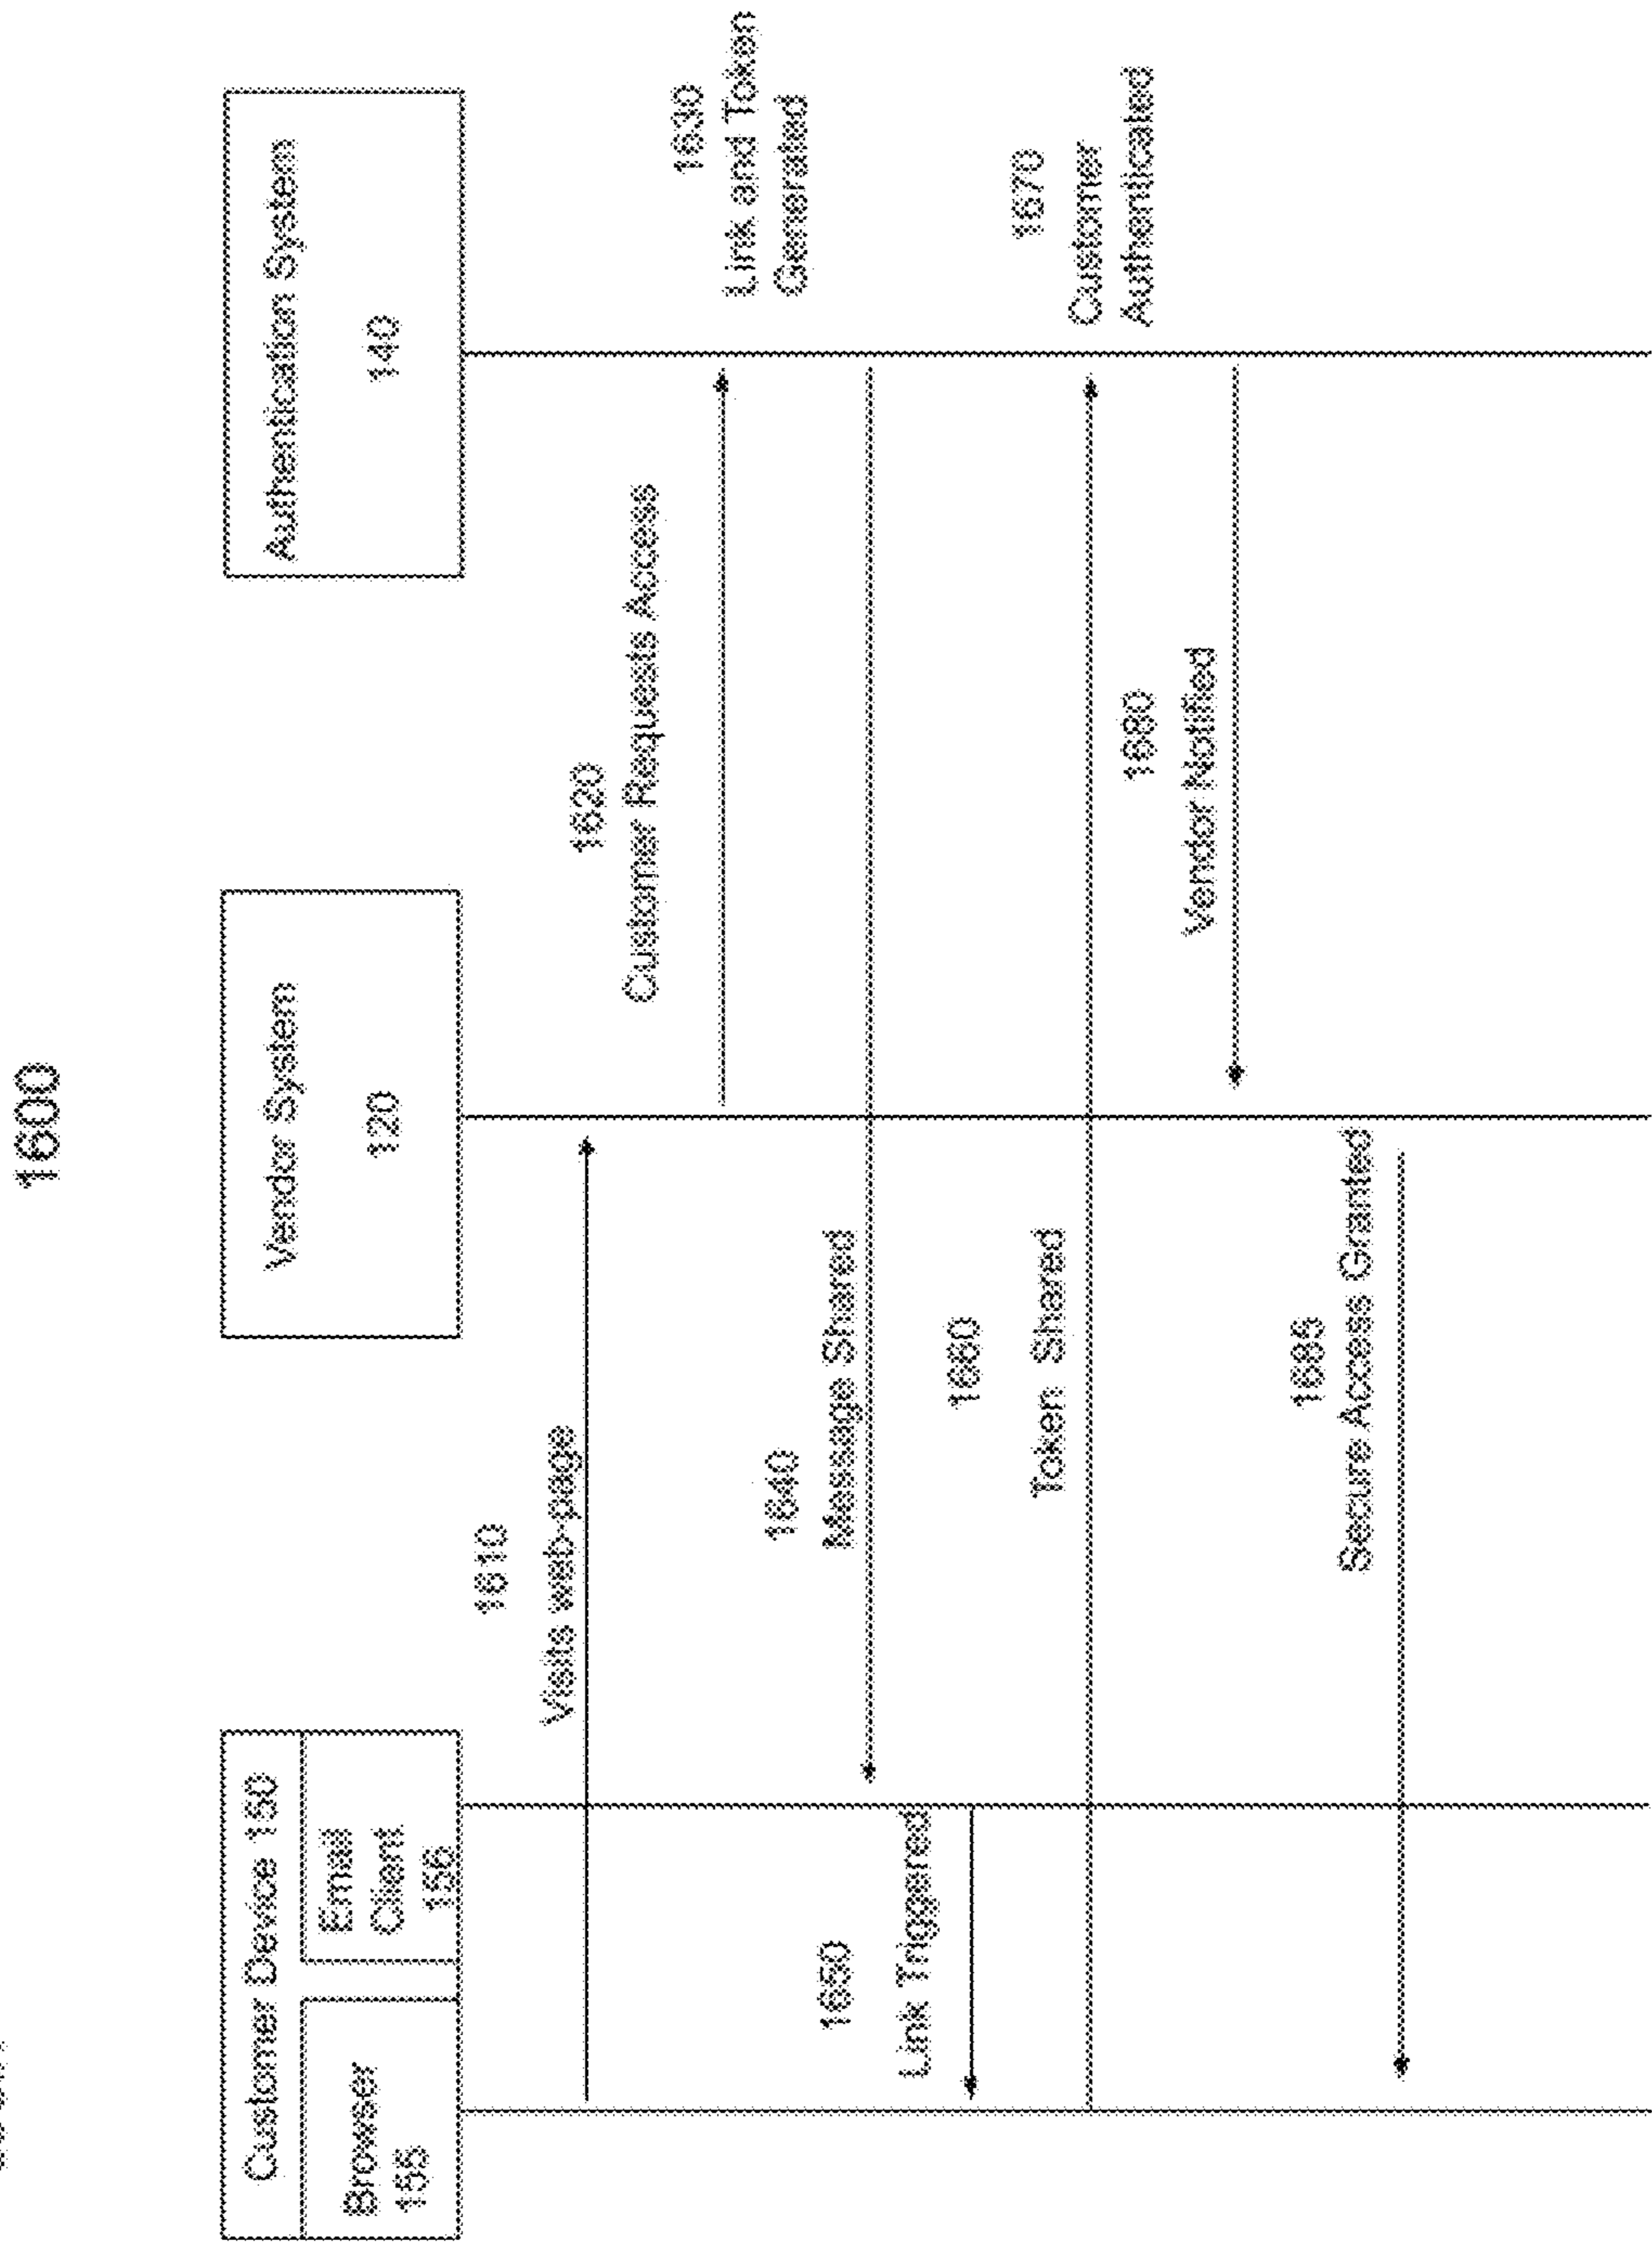 1600
Customer Device 150
Browser
155
Email
Client
156
Vendor System
120
Authentication System
140
1610
Visits web-page
1620
Customer Requests Access
1630
Link and Token
Generated
1640
Message Shared
1650
Link Triggered
1660
Token Shared
1670
Customer
Authenticated
1680
Vendor Notified
1685
Secure Access Granted